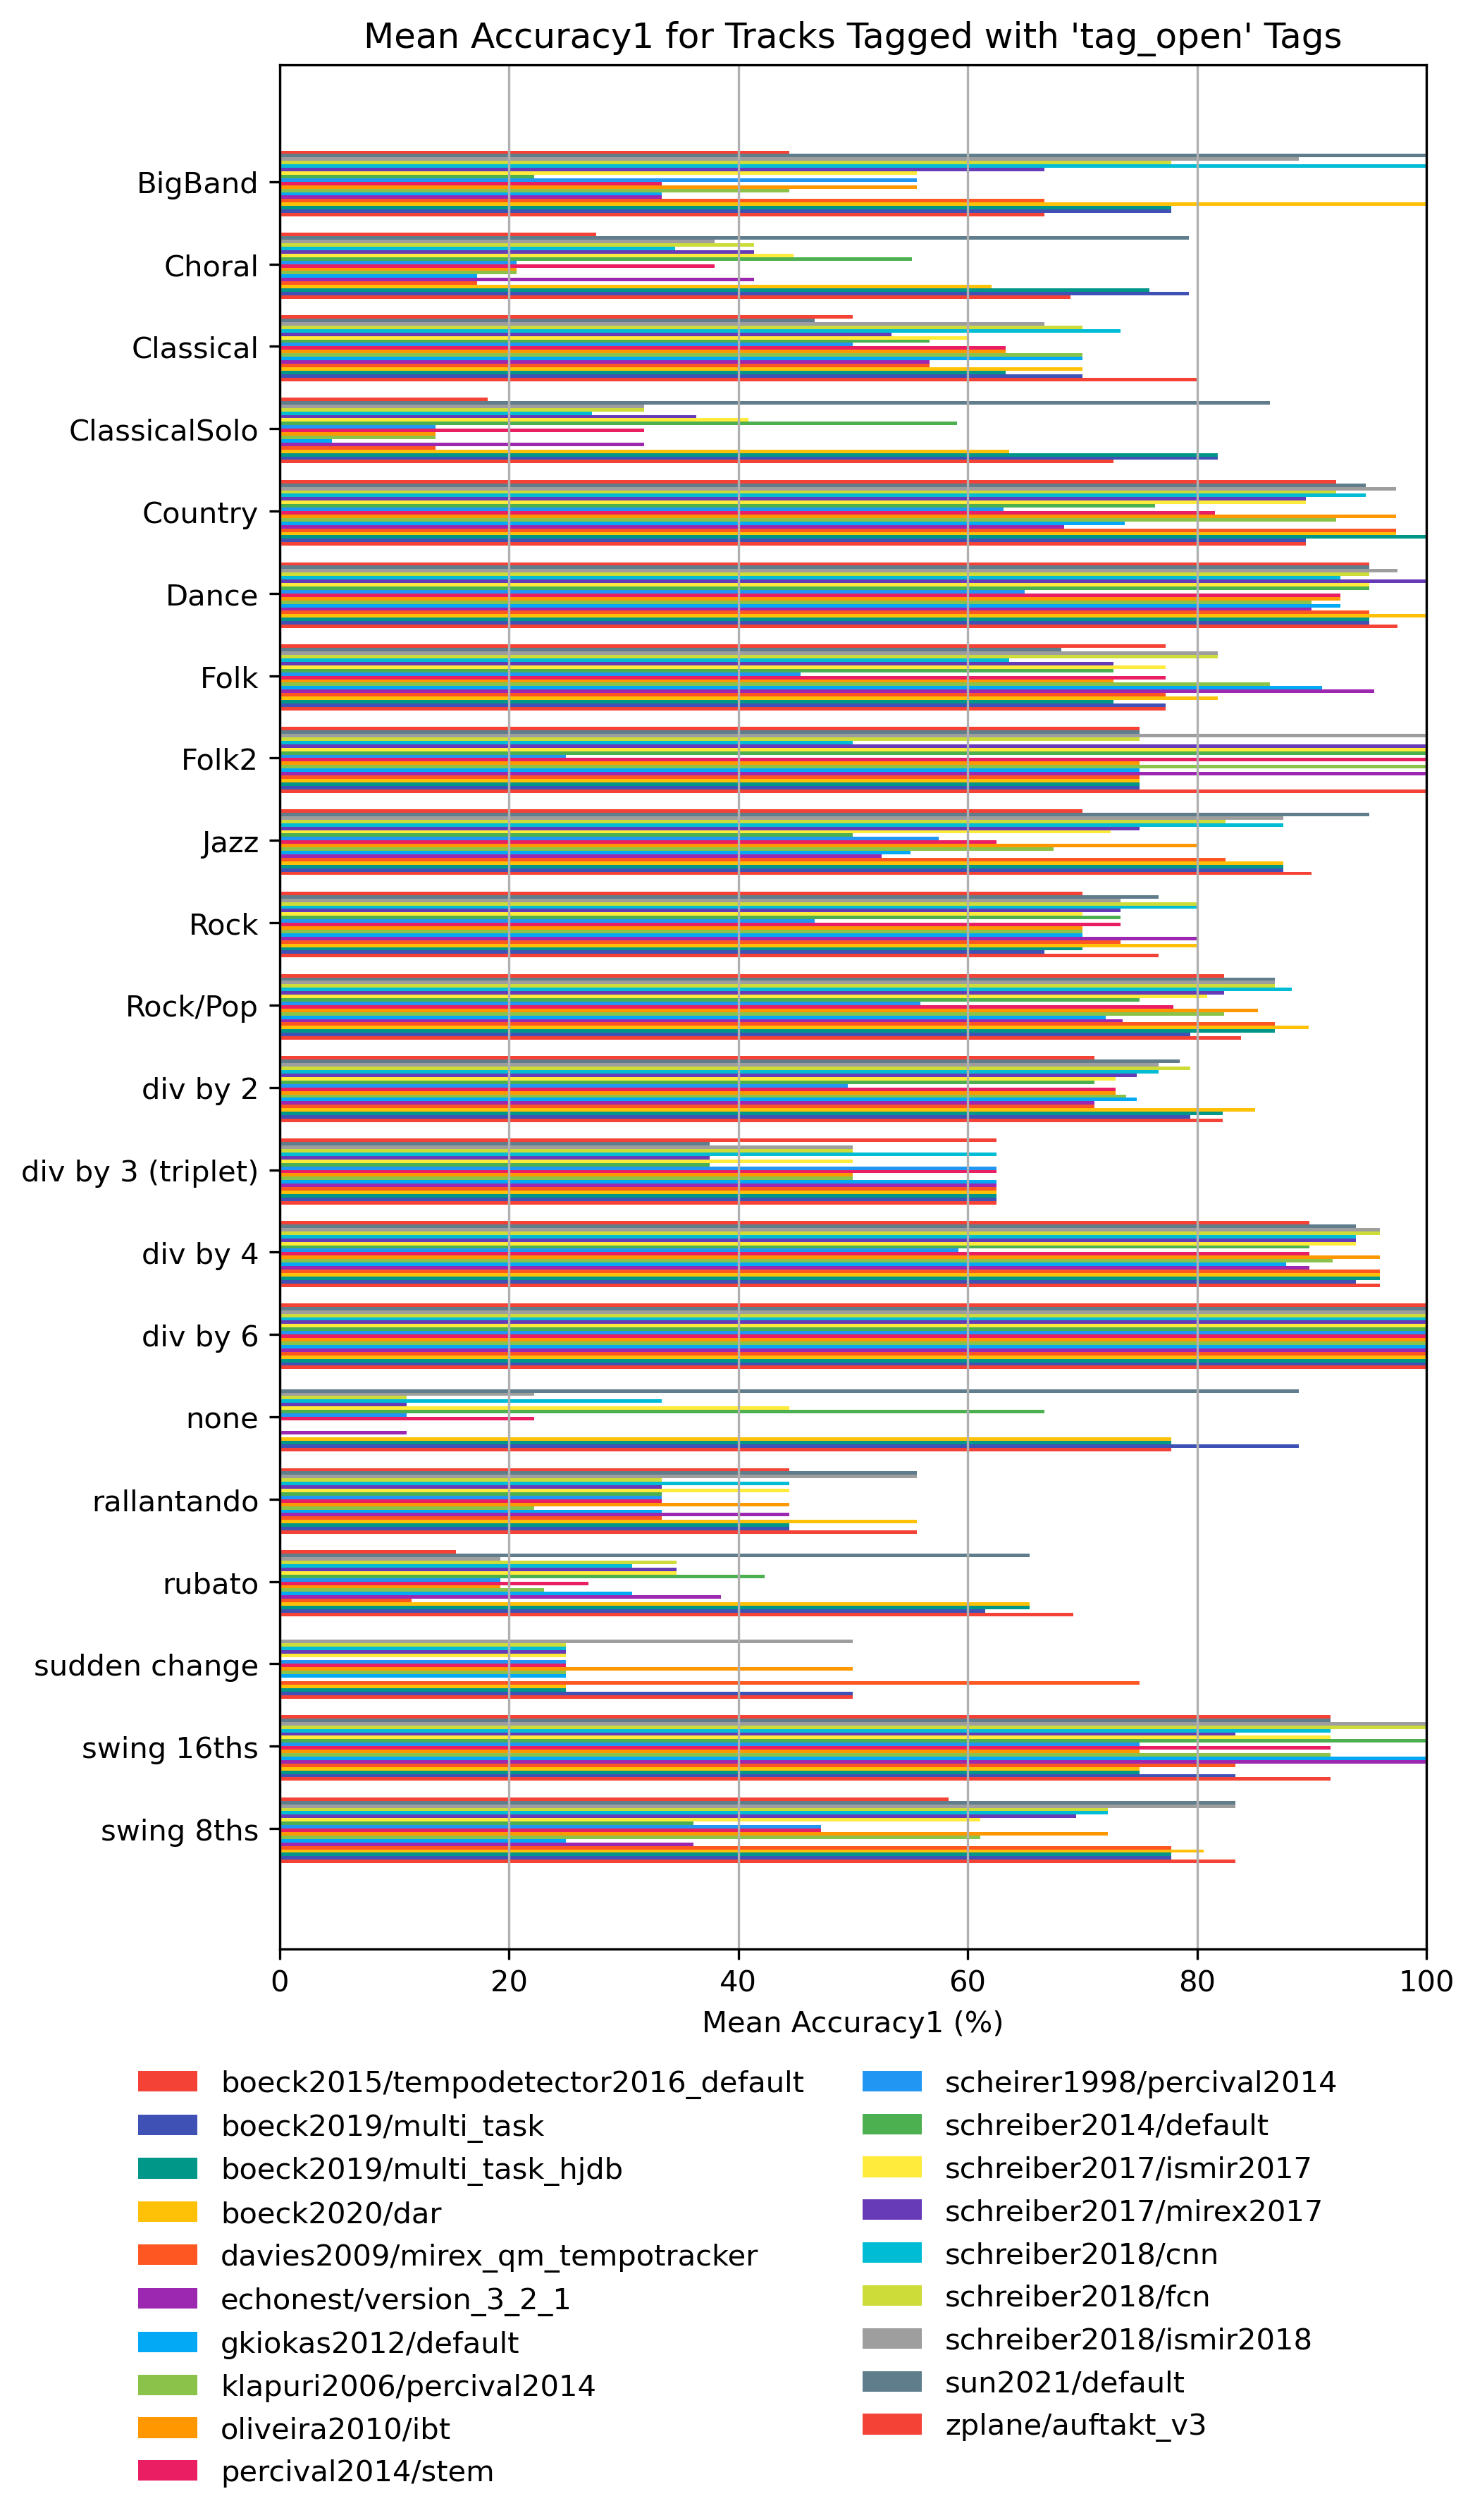 Mean Accuracy1 for Tracks Tagged with 'tag_open' Tags
BigBand
Choral
Classical
ClassicalSolo
Country
Dance
Folk
Folk2
Jazz
Rock
Rock/Pop
div by 2
div by 3 (triplet)
div by 4
div by 6
none
rallantando
rubato
sudden change
swing 16ths
swing 8ths
0 20 40 60 80 100
Mean Accuracy1 (%)
boeck2015/tempodetector2016_default
boeck2019/multi_task
boeck2019/multi_task_hjdb
boeck2020/dar
davies2009/mirex_qm_tempotracker
echonest/version_3_2_1
gkiokas2012/default
klapuri2006/percival2014
oliveira2010/ibt
percival2014/stem
scheirer1998/percival2014
schreiber2014/default
schreiber2017/ismir2017
schreiber2017/mirex2017
schreiber2018/cnn
schreiber2018/fcn
schreiber2018/ismir2018
sun2021/default
zplane/auftakt_v3